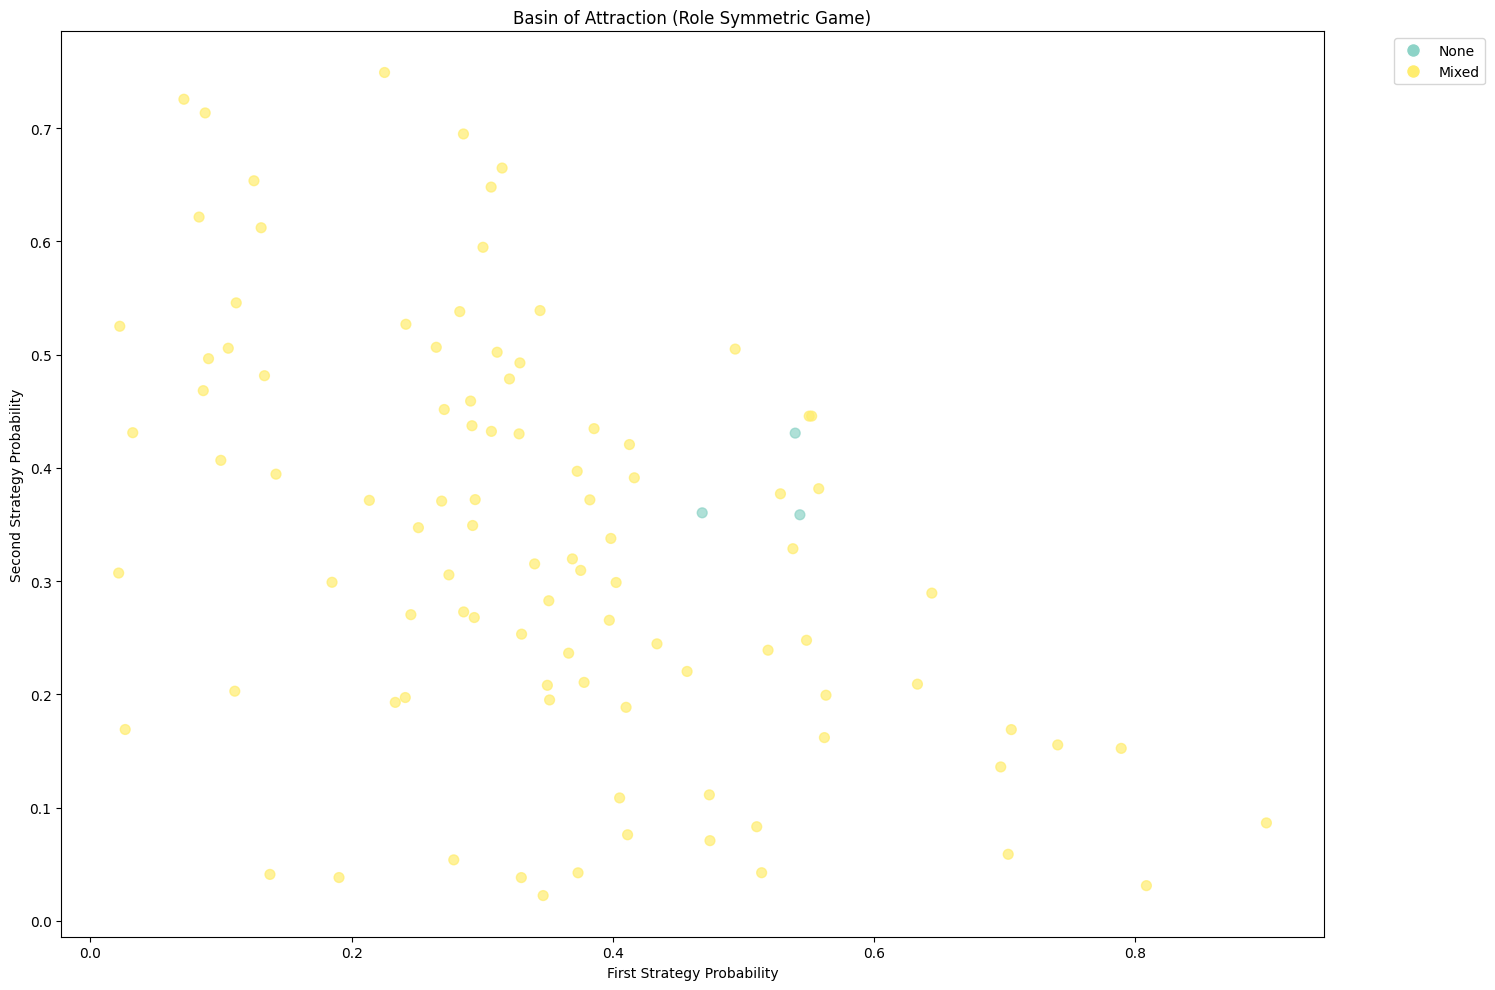 Basin of Attraction (Role Symmetric Game)
None
Mixed
0.7
0.6
0.5
0.4
0.3
0.2
0.1
0.0
Second Strategy Probability
0.0 0.2 0.4 0.6 0.8
First Strategy Probability